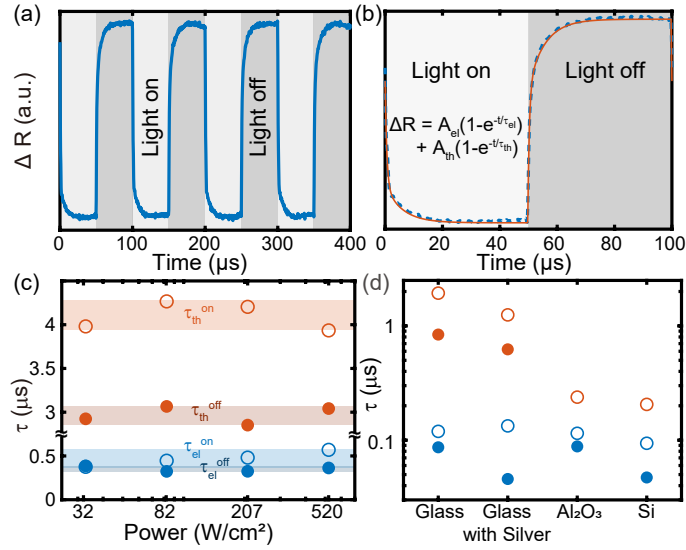 (a)
Δ R (a.u.)
Light on
Light off
0 100 200 300 400
Time (µs)
(b)
Light on
Light off
ΔR = A_el(1-e^{-t/τ_el})
+ A_th(1-e^{-t/τ_th})
0 20 40 60 80 100
Time (µs)
(c)
τ (µs)
4
3.5
3
0.5
0
τ_th^on
τ_th^off
τ_el^on
τ_el^off
32 82 207 520
Power (W/cm²)
(d)
τ (µs)
1
0.1
Glass Glass Al₂O₃ Si
with Silver